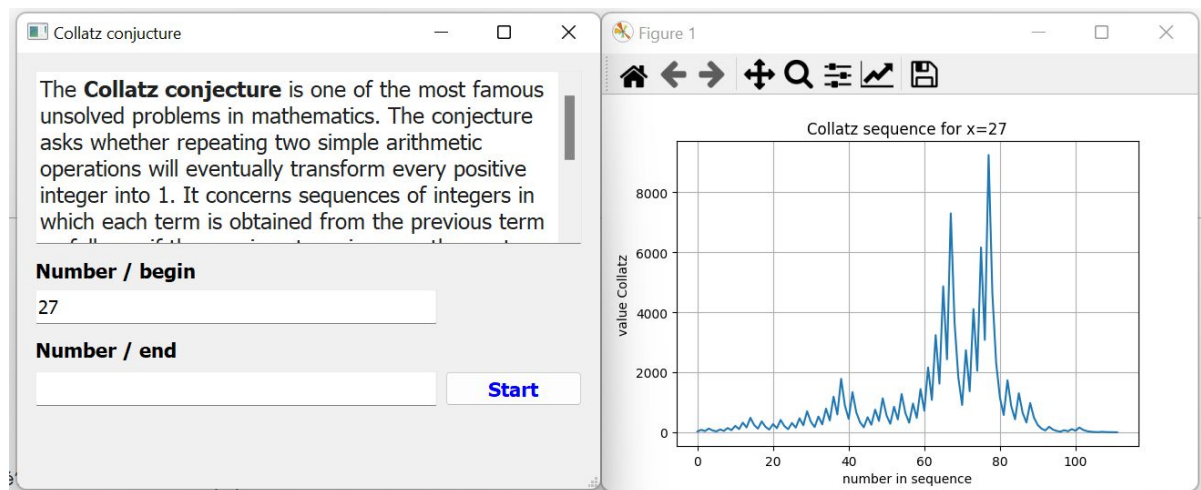 Collatz conjucture
The Collatz conjecture is one of the most famous
unsolved problems in mathematics. The conjecture
asks whether repeating two simple arithmetic
operations will eventually transform every positive
integer into 1. It concerns sequences of integers in
which each term is obtained from the previous term
Number / begin
27
Number / end
Start
Figure 1
Collatz sequence for x=27
value Collatz
8000
6000
4000
2000
0
0 20 40 60 80 100
number in sequence